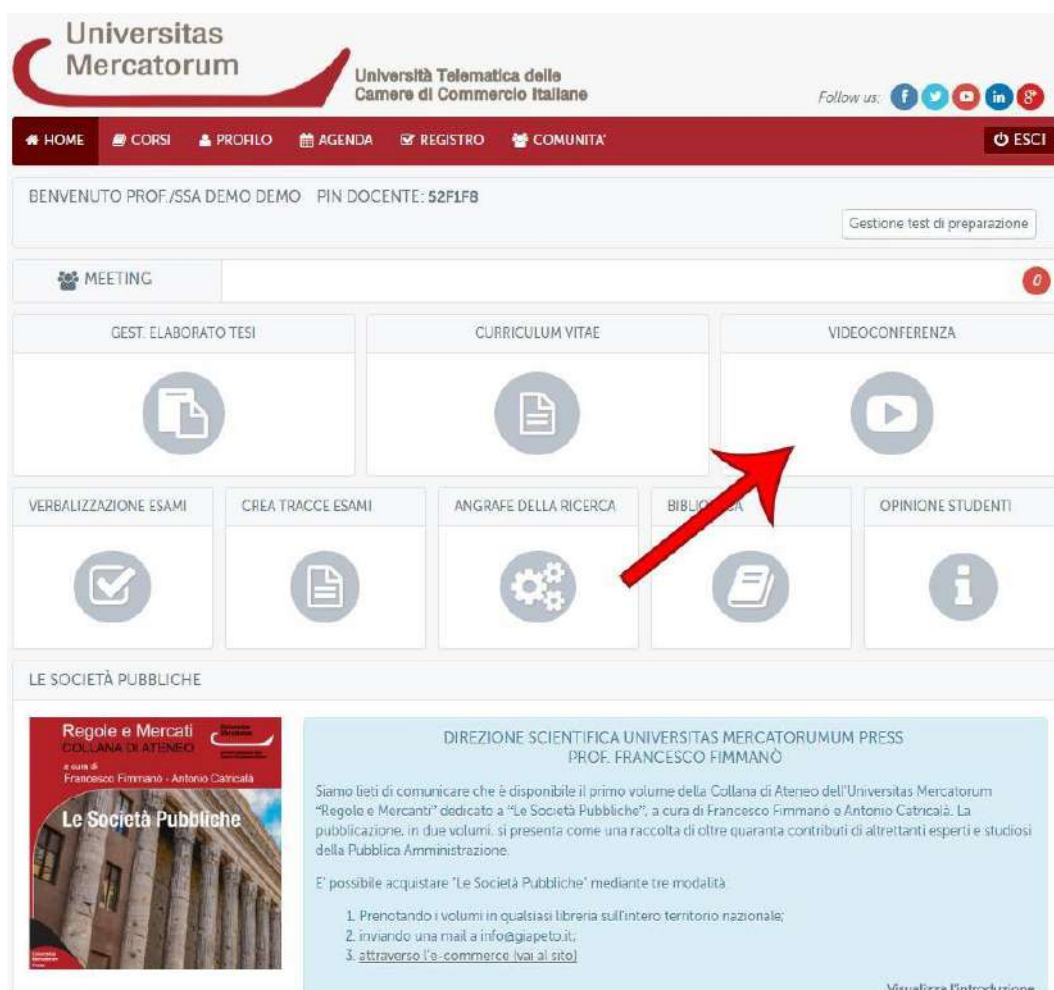 Universitas
Mercatorum
Università Telematica delle
Camere di Commercio Italiane
Follow us:
HOME CORSI PROFILO AGENDA REGISTRO COMUNITA' ESCI
BENVENUTO PROF./SSA DEMO DEMO PIN DOCENTE: 52F1F8
Gestione test di preparazione
MEETING 0
GEST. ELABORATO TESI CURRICULUM VITAE VIDEOCONFERENZA
VERBALIZZAZIONE ESAMI CREA TRACCE ESAMI ANGRAFE DELLA RICERCA OPINIONE STUDENTI
LE SOCIETÀ PUBBLICHE
Regole e Mercati
COLLANA DI ATENEO
a cura di
Francesco Fimmanò - Antonio Catricalà
Le Società Pubbliche
DIREZIONE SCIENTIFICA UNIVERSITAS MERCATORUMUM PRESS
PROF. FRANCESCO FIMMANÒ
Siamo lieti di comunicare che è disponibile il primo volume della Collana di Ateneo dell'Universitas Mercatorum
"Regole e Mercanti" dedicato a "Le Società Pubbliche", a cura di Francesco Fimmanò e Antonio Catricalà. La
pubblicazione, in due volumi, si presenta come una raccolta di oltre quaranta contributi di altrettanti esperti e studiosi
della Pubblica Amministrazione.
E' possibile acquistare "Le Società Pubbliche" mediante tre modalità:
1. Prenotando i volumi in qualsiasi libreria sull'intero territorio nazionale;
2. inviando una mail a info@giapeto.it;
3. attraverso l'e-commerce (vai al sito)
Visualizza l'introduzione